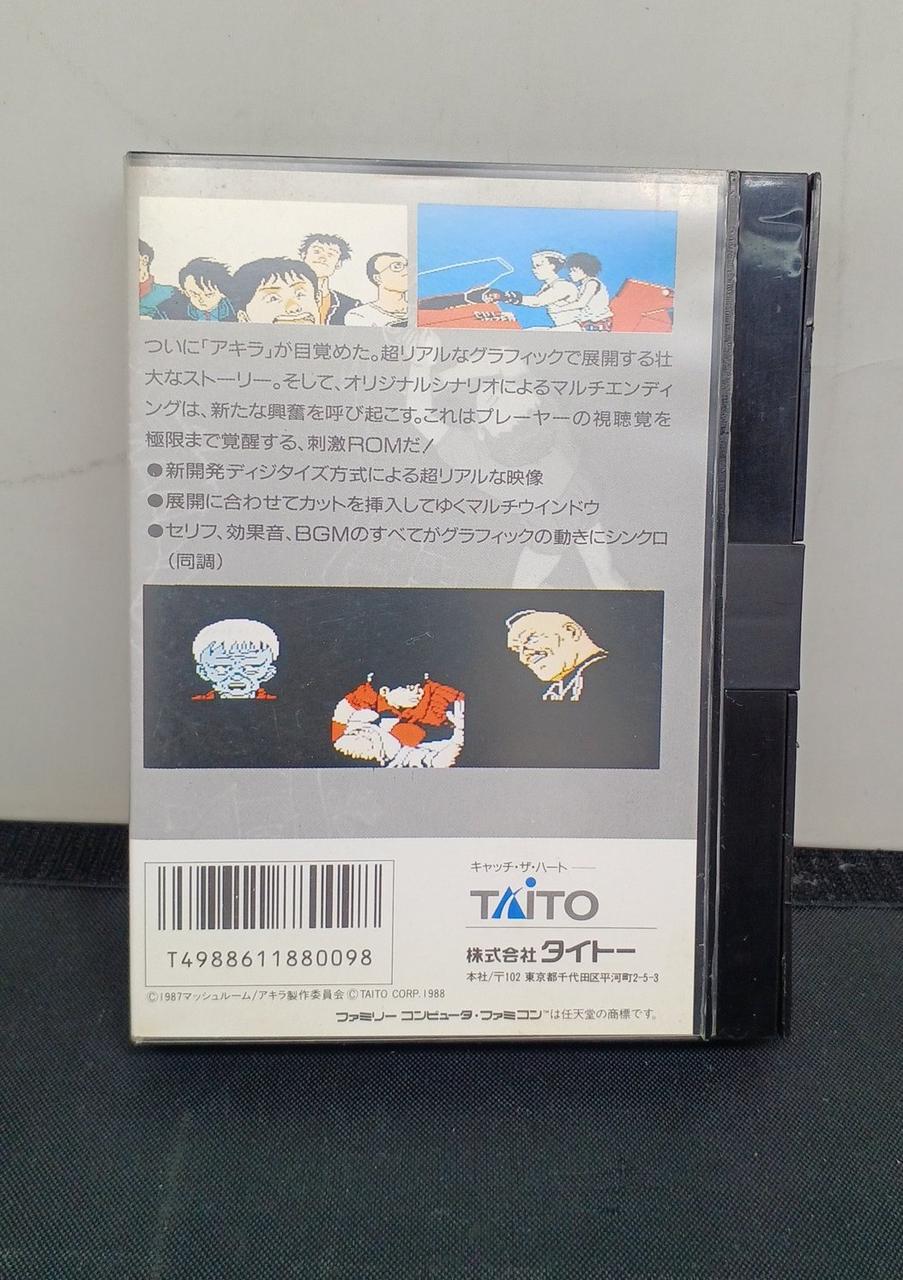 ついに「アキラ」が目覚めた。超リアルなグラフィックで展開する壮
大なストーリー。そして、オリジナルシナリオによるマルチエンディ
ングは、新たな興奮を呼び起こす。これはプレーヤーの視聴覚を
極限まで覚醒する、刺激ROMだ!
●新開発ディジタイズ方式による超リアルな映像
●展開に合わせてカットを挿入してゆくマルチウインドウ
●セリフ、効果音、BGMのすべてがグラフィックの動きにシンクロ
(同調)
T4988611880098
©1987マッシュルーム/アキラ製作委員会 © TAITO CORP. 1988
キャッチ・ザ・ハート
TAITO
株式会社タイトー
本社/〒102 東京都千代田区平河町2-5-3
ファミリー コンピュータ・ファミコン™は任天堂の商標です。